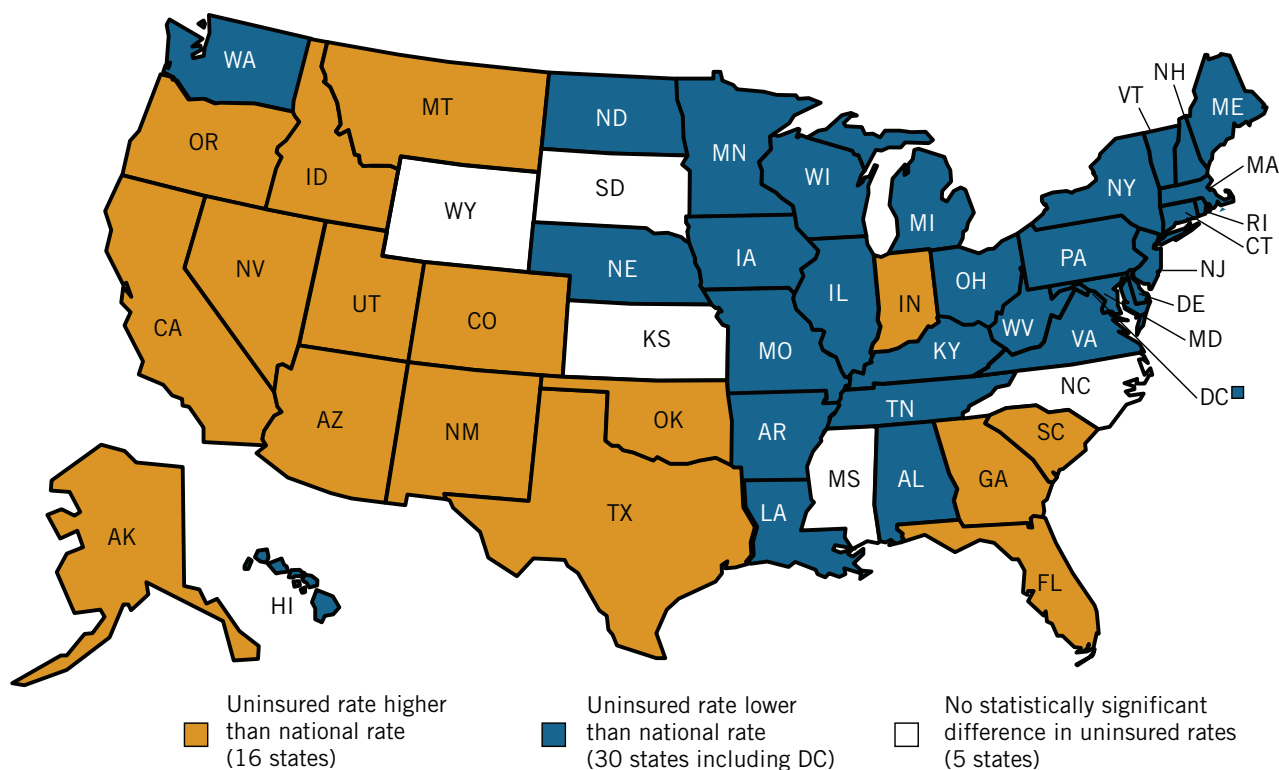 WA
MT
ND
MN
VT
NH
ME
OR
ID
SD
WI
MI
NY
MA
WY
RI
CT
NV
UT
CO
NE
IA
IL
IN
OH
PA
NJ
CA
KS
MO
KY
WV
VA
DE
MD
AZ
NM
OK
AR
TN
NC
DC
TX
LA
MS
AL
GA
SC
AK
HI
FL
Uninsured rate higher
than national rate
(16 states)
Uninsured rate lower
than national rate
(30 states including DC)
No statistically significant
difference in uninsured rates
(5 states)